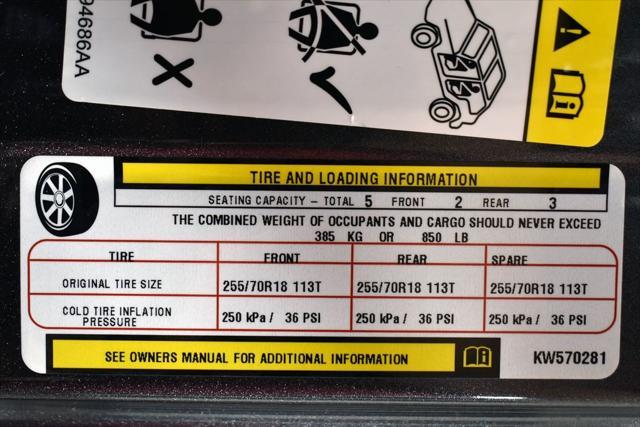 94686AA
TIRE AND LOADING INFORMATION
SEATING CAPACITY – TOTAL 5 FRONT 2 REAR 3
THE COMBINED WEIGHT OF OCCUPANTS AND CARGO SHOULD NEVER EXCEED
385 KG OR 850 LB
TIRE FRONT REAR SPARE
ORIGINAL TIRE SIZE 255/70R18 113T 255/70R18 113T 255/70R18 113T
COLD TIRE INFLATION
PRESSURE 250 kPa / 36 PSI 250 kPa / 36 PSI 250 kPa / 36 PSI
SEE OWNERS MANUAL FOR ADDITIONAL INFORMATION
KW570281